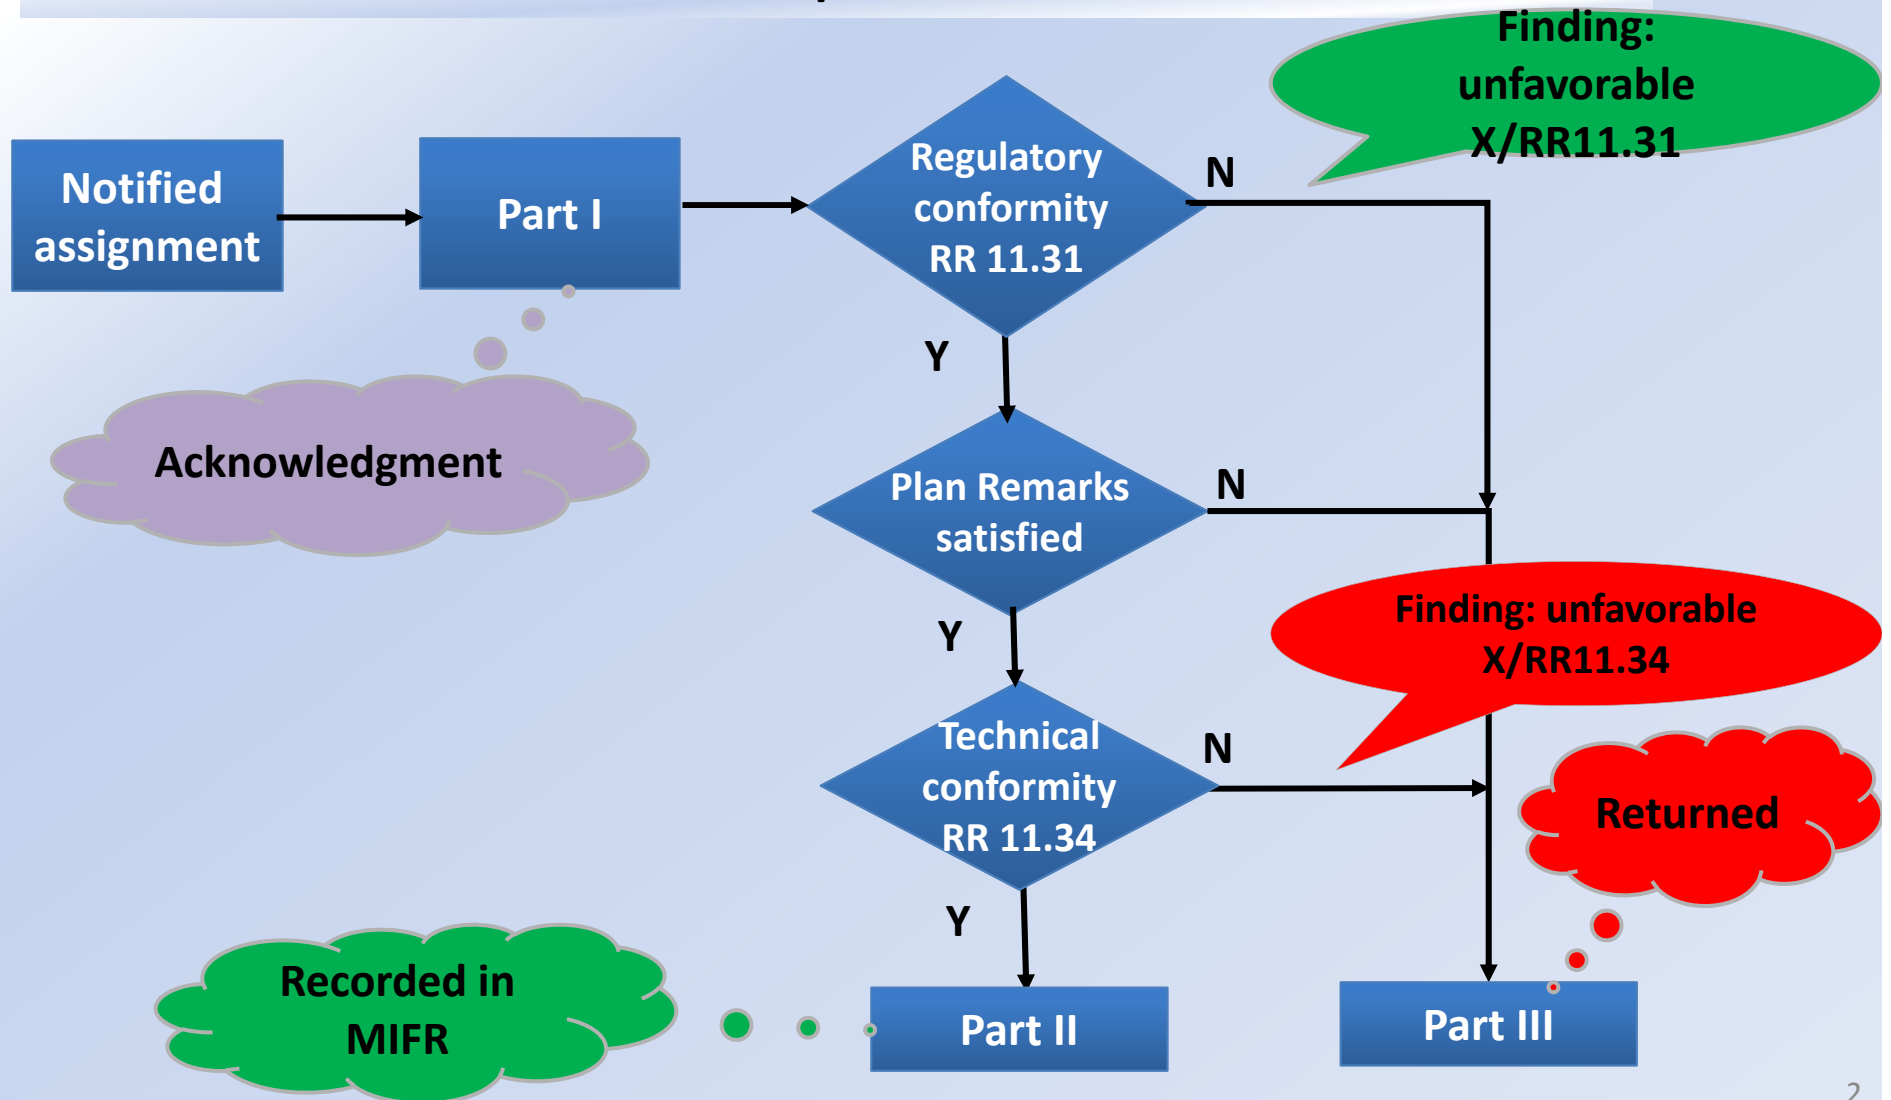 Finding:
unfavorable
X/RR11.31
Notified
assignment
Part I
Regulatory
conformity
RR 11.31
N
Y
Acknowledgment
Plan Remarks
satisfied
N
Y
Finding: unfavorable
X/RR11.34
Technical
conformity
RR 11.34
N
Returned
Y
Recorded in
MIFR
Part II
Part III
2